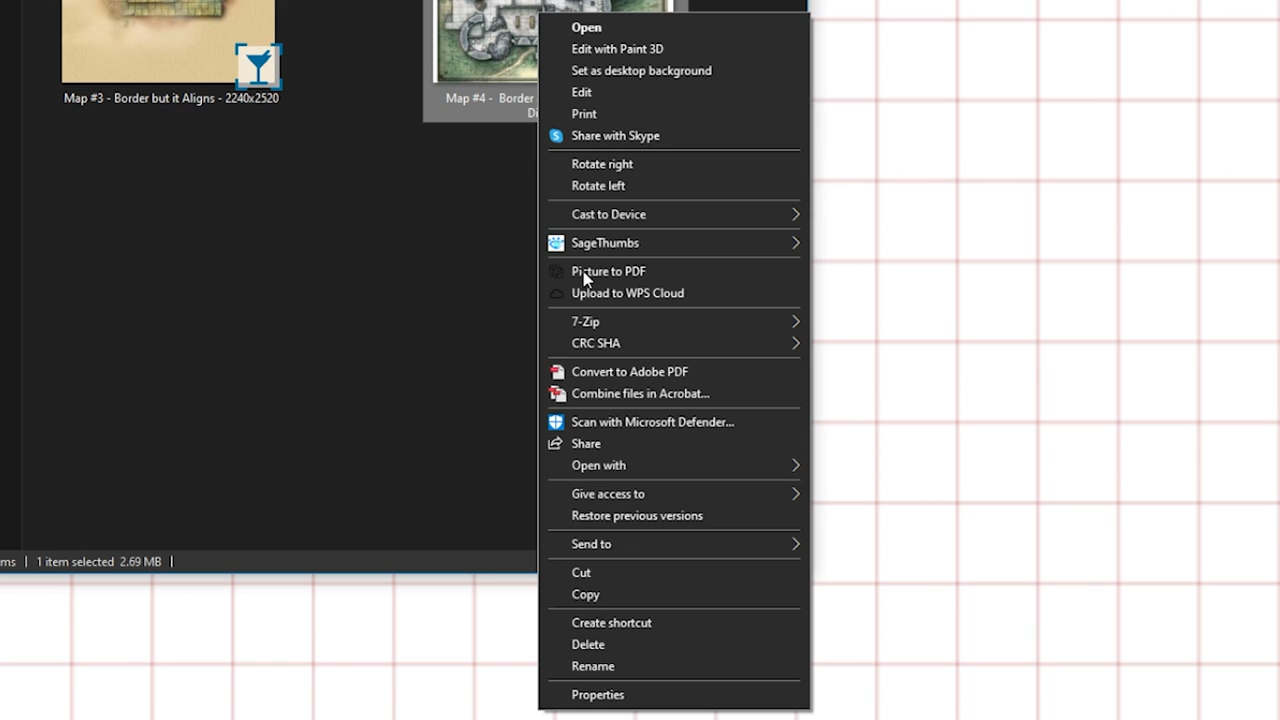 Map #3 - Border but it Aligns - 2240x2520
Map #4 - Border
Di
Open
Edit with Paint 3D
Set as desktop background
Edit
Print
Share with Skype
Rotate right
Rotate left
Cast to Device
SageThumbs
Picture to PDF
Upload to WPS Cloud
7-Zip
CRC SHA
Convert to Adobe PDF
Combine files in Acrobat...
Scan with Microsoft Defender...
Share
Open with
Give access to
Restore previous versions
Send to
Cut
Copy
Create shortcut
Delete
Rename
Properties
ms | 1 item selected 2.69 MB |